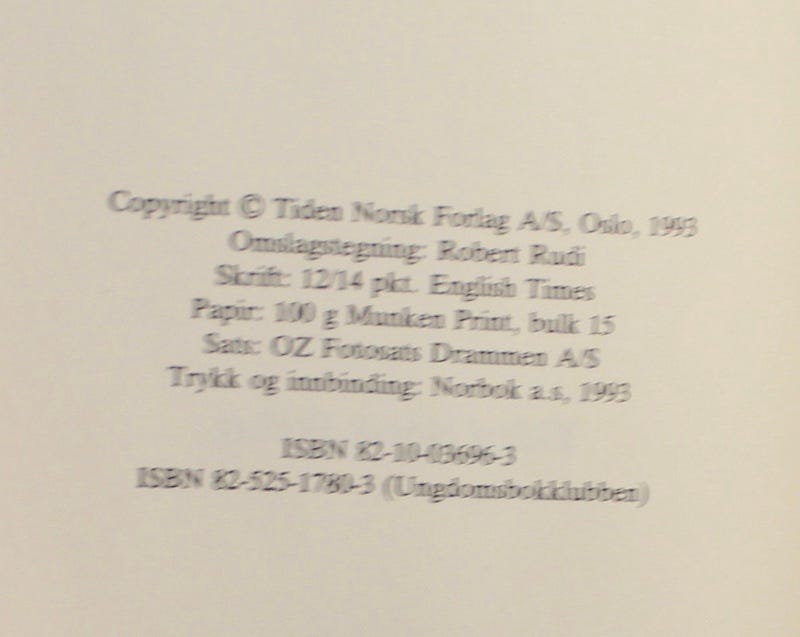 Copyright © Tiden Norsk Forlag A/S, Oslo, 1993
Omslagstegning: Robert Rudi
Skrift: 12/14 pkt. English Times
Papir: 100 g Munken Print, bulk 15
Sats: OZ Fotosats Drammen A/S
Trykk og innbinding: Norbok a.s, 1993
ISBN 82-10-03696-3
ISBN 82-525-1780-3 (Ungdomsbokklubben)